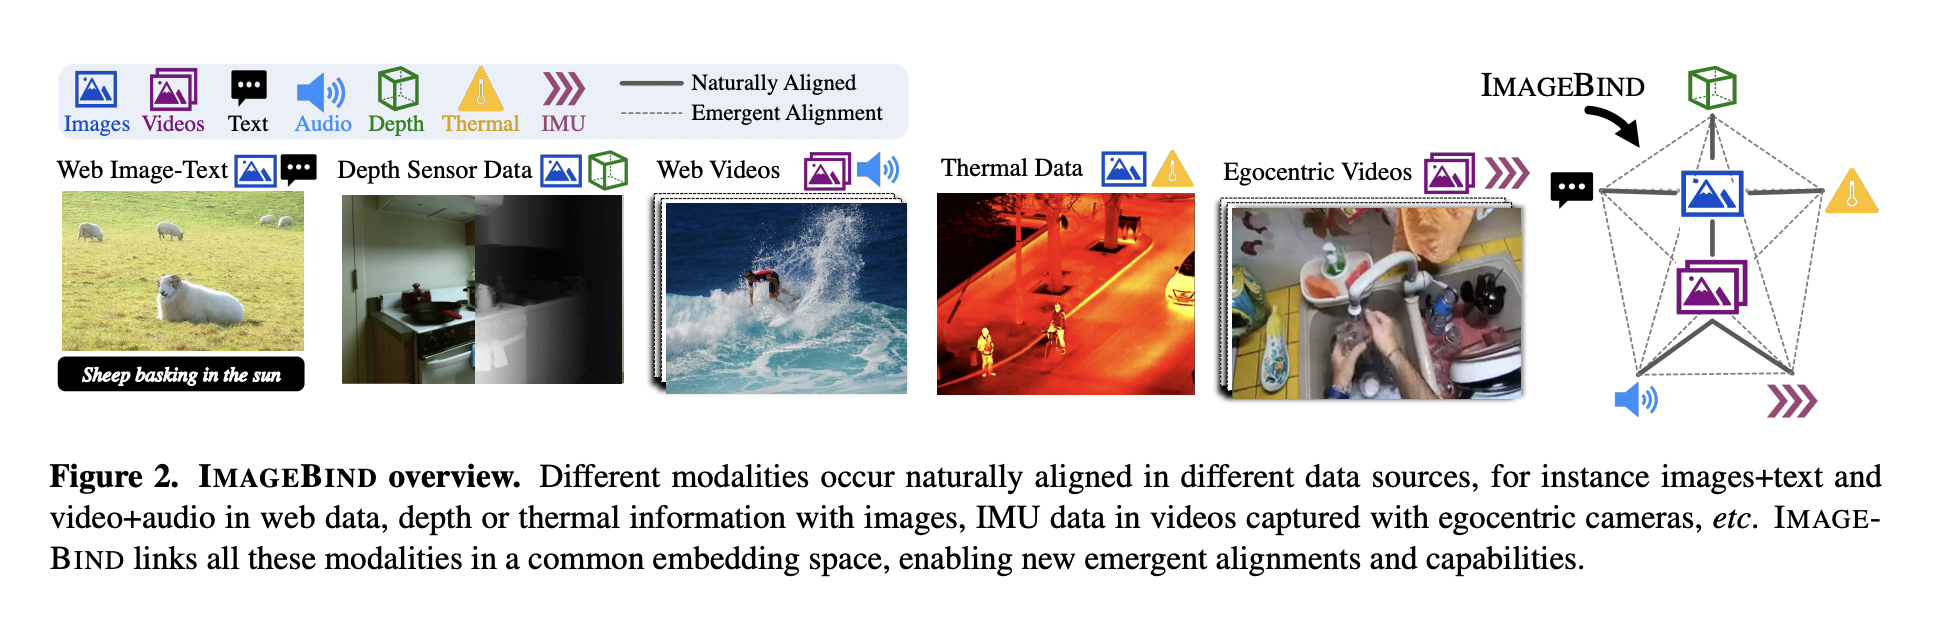 Images Videos Text Audio Depth Thermal IMU
Naturally Aligned
Emergent Alignment
IMAGEBIND
Web Image-Text
Depth Sensor Data
Web Videos
Thermal Data
Egocentric Videos
Sheep basking in the sun
Figure 2. IMAGEBIND overview. Different modalities occur naturally aligned in different data sources, for instance images+text and
video+audio in web data, depth or thermal information with images, IMU data in videos captured with egocentric cameras, etc. IMAGE-
BIND links all these modalities in a common embedding space, enabling new emergent alignments and capabilities.